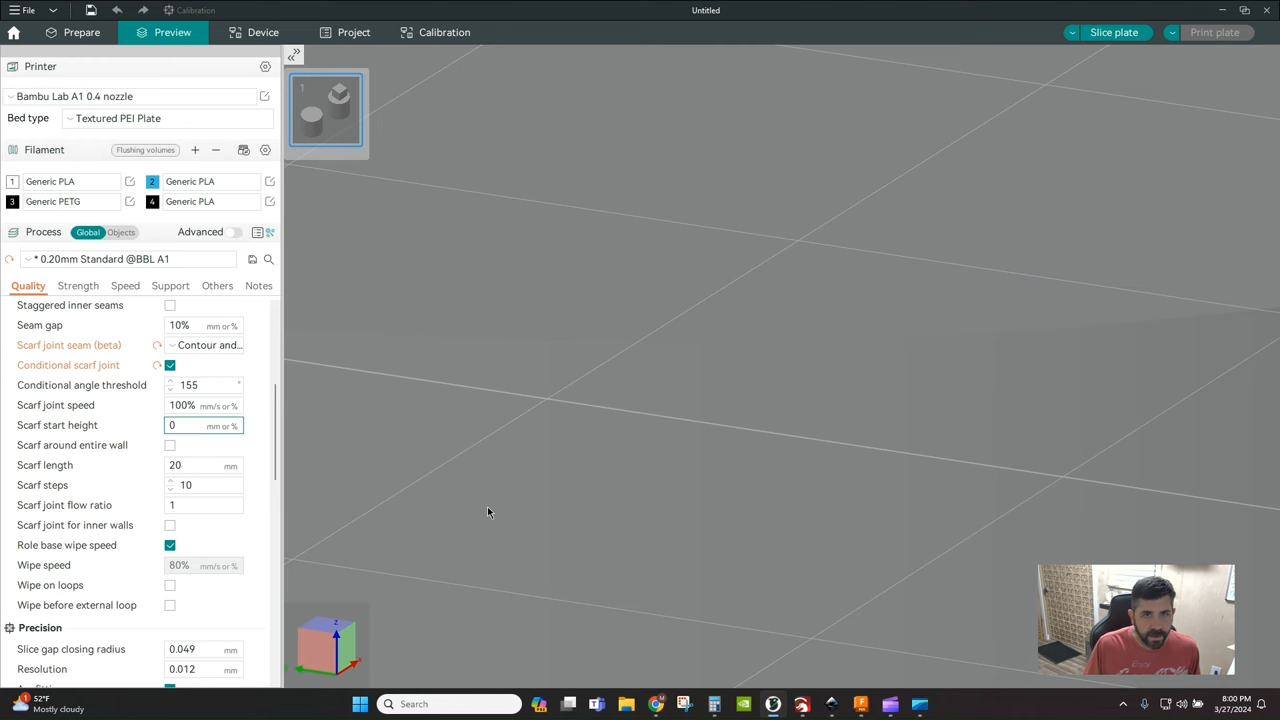 File Calibration Untitled
Prepare Preview Device Project Calibration Slice plate Print plate
Printer
Bambu Lab A1 0.4 nozzle
Bed type Textured PEI Plate
1
Filament Flushing volumes
1 Generic PLA 2 Generic PLA
3 Generic PETG 4 Generic PLA
Process Global Objects Advanced
* 0.20mm Standard @BBL A1
Quality Strength Speed Support Others Notes
Staggered inner seams
Seam gap 10% mm or %
Scarf joint seam (beta) Contour and...
Conditional scarf joint
Conditional angle threshold 155 °
Scarf joint speed 100% mm/s or %
Scarf start height 0 mm or %
Scarf around entire wall
Scarf length 20 mm
Scarf steps 10
Scarf joint flow ratio 1
Scarf joint for inner walls
Role base wipe speed
Wipe speed 80% mm/s or %
Wipe on loops
Wipe before external loop
Precision
Slice gap closing radius 0.049 mm
Resolution 0.012 mm
Z
Enjoy
1 52°F
Mostly cloudy
Search
8:00 PM
3/27/2024